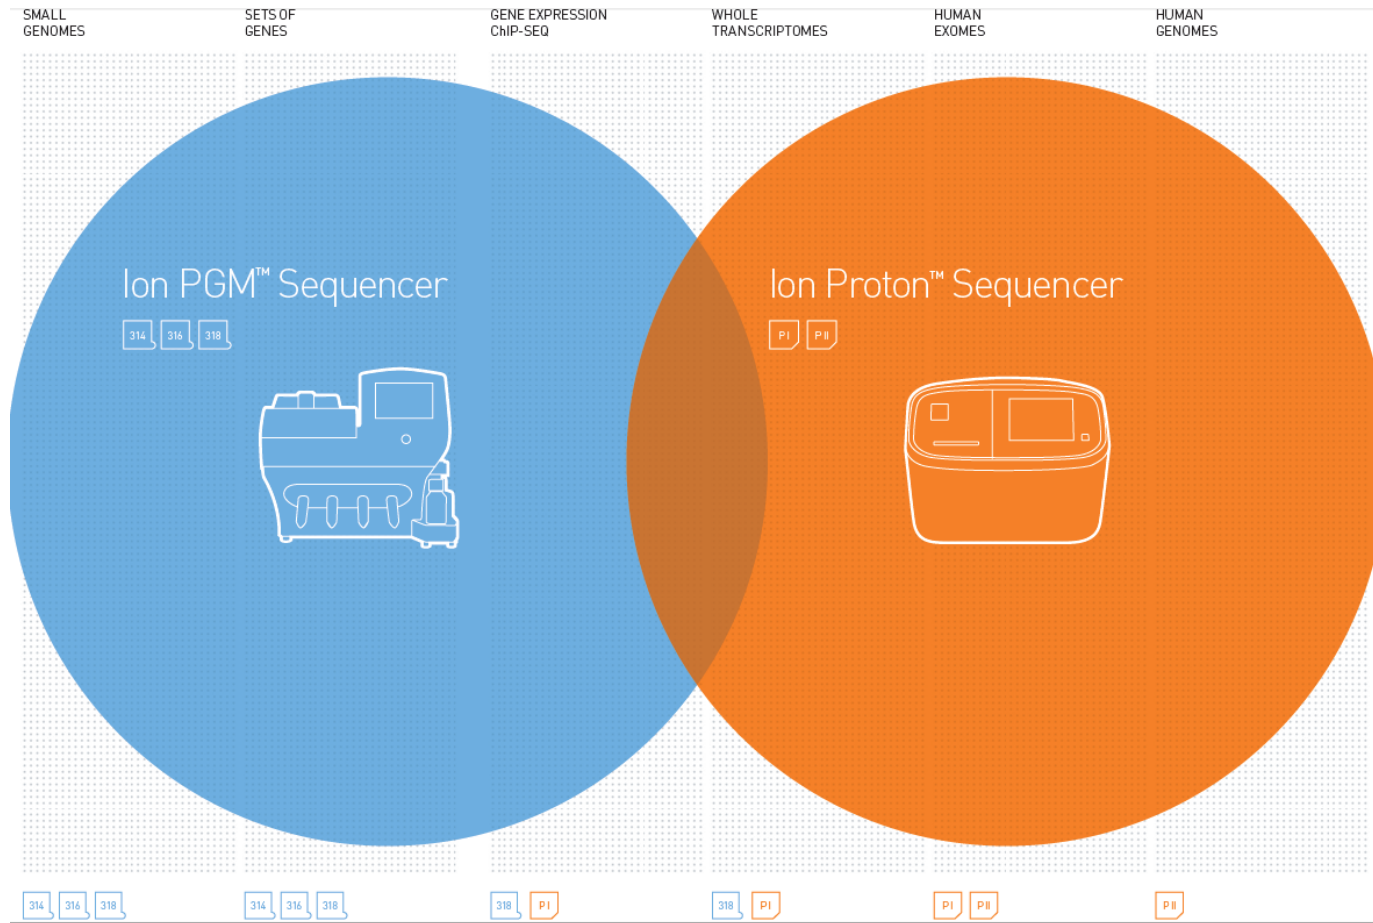 SMALL
GENOMES
SETS OF
GENES
GENE EXPRESSION
ChIP-SEQ
WHOLE
TRANSCRIPTOMES
HUMAN
EXOMES
HUMAN
GENOMES
Ion PGM™ Sequencer
314 316 318
Ion Proton™ Sequencer
PI PII
314 316 318
314 316 318
318 PI
318 PI
PI PII
PII